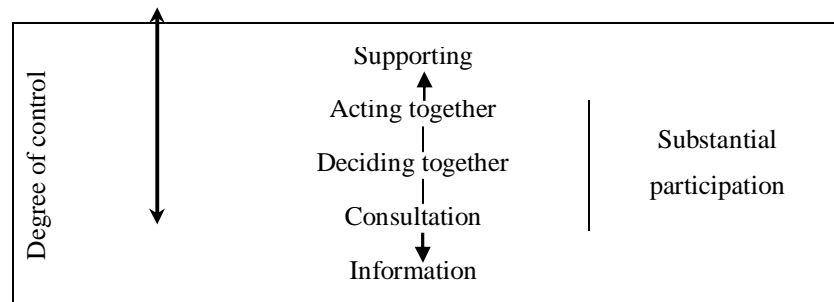 Degree of control
Supporting
Acting together
Deciding together
Consultation
Information
Substantial
participation